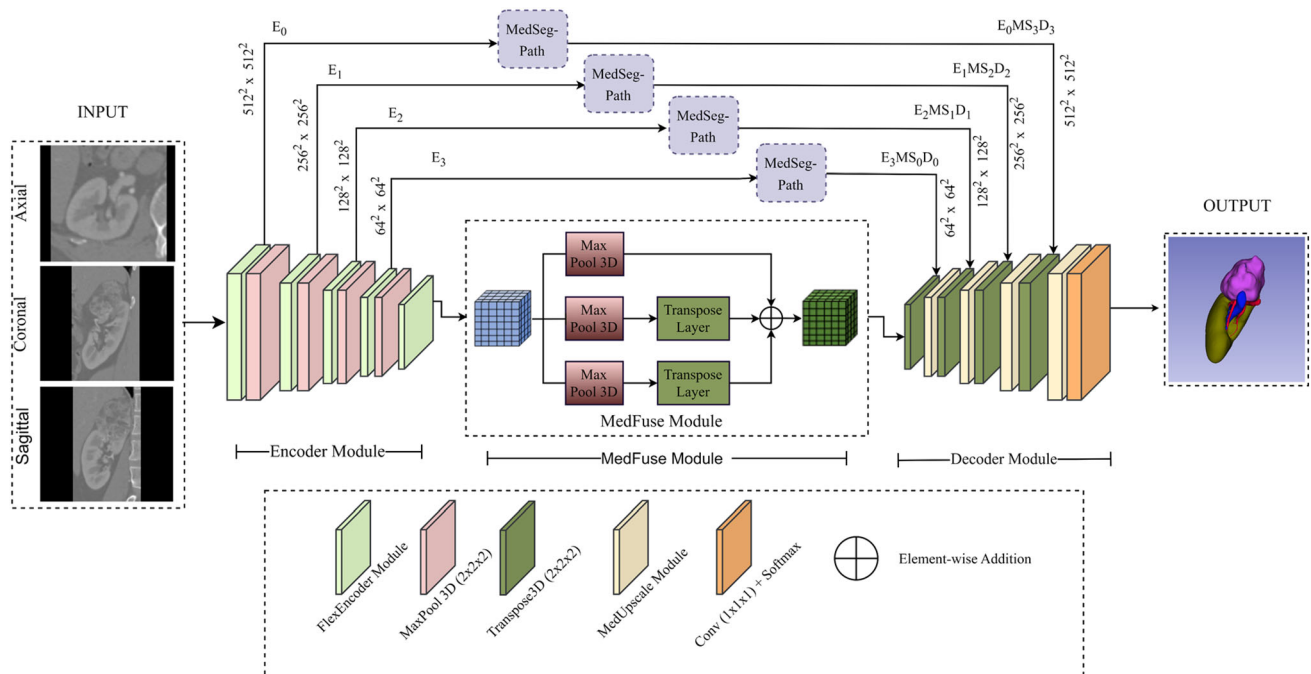 E₀
MedSeg-
Path
E₀MS₃D₃
512² x 512²
E₁
MedSeg-
Path
E₁MS₂D₂
512² x 512²
256² x 256²
E₂
MedSeg-
Path
E₂MS₁D₁
256² x 256²
128² x 128²
E₃
MedSeg-
Path
E₃MS₀D₀
128² x 128²
64² x 64²
64² x 64²
INPUT
Axial
Coronal
Sagittal
Max
Pool 3D
Max
Pool 3D
Transpose
Layer
Max
Pool 3D
Transpose
Layer
MedFuse Module
OUTPUT
Encoder Module
MedFuse Module
Decoder Module
FlexEncoder Module
MaxPool 3D (2x2x2)
Transpose3D (2x2x2)
MedUpscale Module
Conv (1x1x1) + Softmax
Element-wise Addition